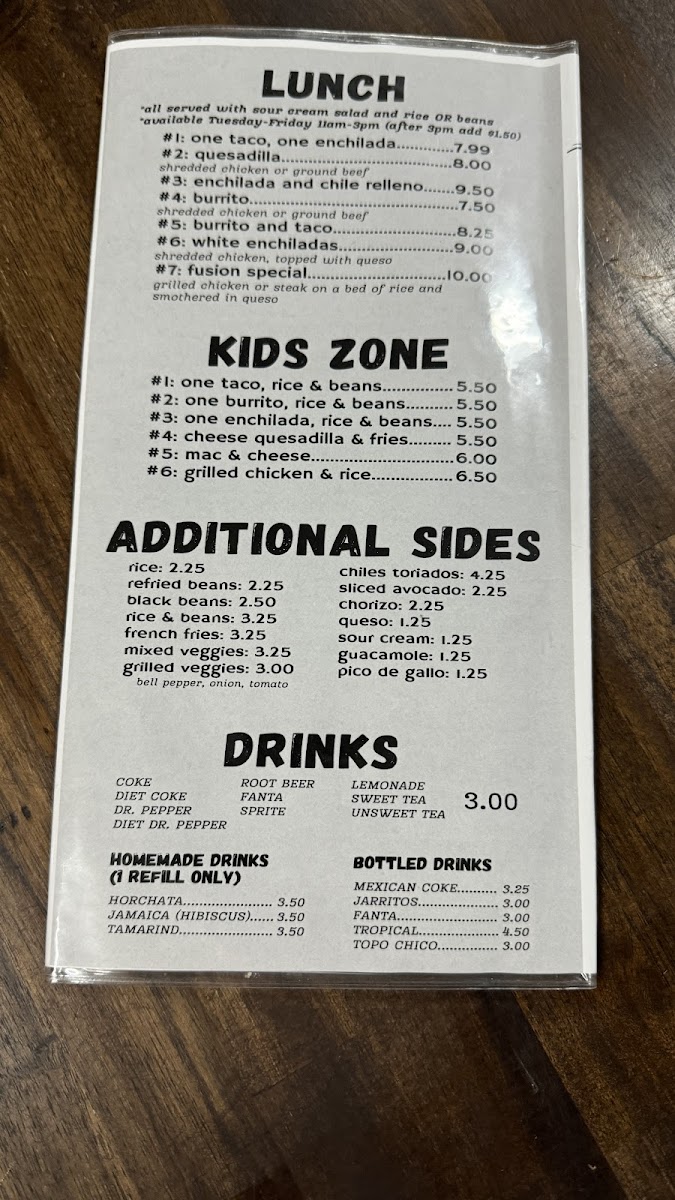 LUNCH
*all served with sour cream salad and rice OR beans
*available Tuesday-Friday 11am-3pm (after 3pm add $1.50)
#1: one taco, one enchilada............7.99
#2: quesadilla........................8.00
shredded chicken or ground beef
#3: enchilada and chile relleno.......9.50
#4: burrito.............................7.50
shredded chicken or ground beef
#5: burrito and taco...................8.25
#6: white enchiladas.................9.00
shredded chicken, topped with queso
#7: fusion special......................10.00
grilled chicken or steak on a bed of rice and
smothered in queso
KIDS ZONE
#1: one taco, rice & beans...............5.50
#2: one burrito, rice & beans..........5.50
#3: one enchilada, rice & beans.... 5.50
#4: cheese quesadilla & fries......... 5.50
#5: mac & cheese..............................6.00
#6: grilled chicken & rice.................6.50
ADDITIONAL SIDES
rice: 2.25
refried beans: 2.25
black beans: 2.50
rice & beans: 3.25
french fries: 3.25
mixed veggies: 3.25
grilled veggies: 3.00
bell pepper, onion, tomato
chiles toriados: 4.25
sliced avocado: 2.25
chorizo: 2.25
queso: 1.25
sour cream: 1.25
guacamole: 1.25
pico de gallo: 1.25
DRINKS
COKE
DIET COKE
DR. PEPPER
DIET DR. PEPPER
ROOT BEER
FANTA
SPRITE
LEMONADE
SWEET TEA
UNSWEET TEA
3.00
HOMEMADE DRINKS
(1 REFILL ONLY)
HORCHATA..................... 3.50
JAMAICA (HIBISCUS)..... 3.50
TAMARIND...................... 3.50
BOTTLED DRINKS
MEXICAN COKE.......... 3.25
JARRITOS.................... 3.00
FANTA......................... 3.00
TROPICAL.................... 4.50
TOPO CHICO............... 3.00